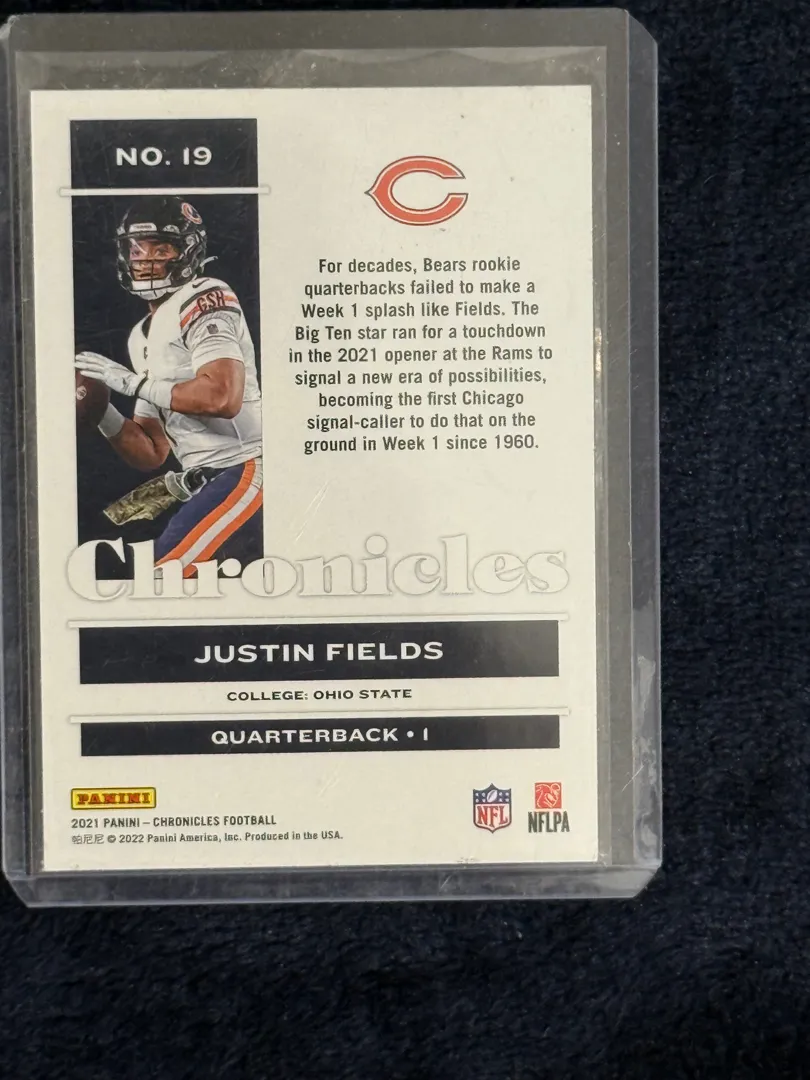 NO. 19
GSH
For decades, Bears rookie
quarterbacks failed to make a
Week 1 splash like Fields. The
Big Ten star ran for a touchdown
in the 2021 opener at the Rams to
signal a new era of possibilities,
becoming the first Chicago
signal-caller to do that on the
ground in Week 1 since 1960.
Chronicles
JUSTIN FIELDS
COLLEGE: OHIO STATE
QUARTERBACK • 1
PANINI
2021 PANINI – CHRONICLES FOOTBALL
帕尼尼 © 2022 Panini America, Inc. Produced in the USA.
NFL
NFLPA